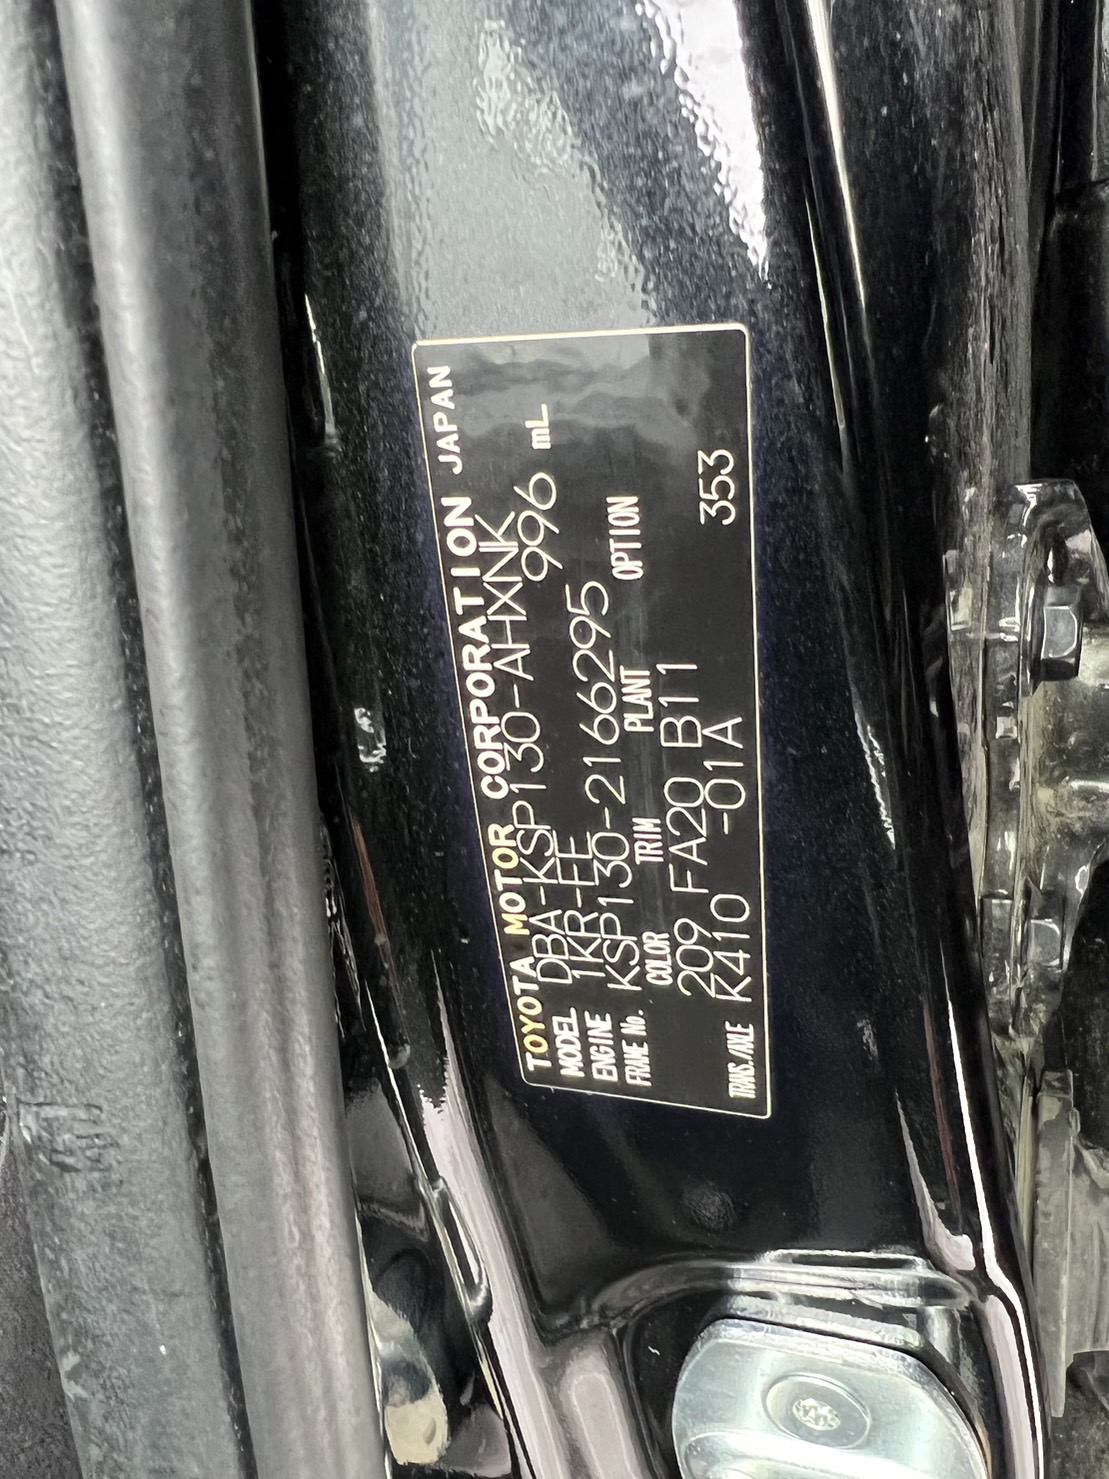 TOYOTA MOTOR CORPORATION JAPAN
MODEL DBA-KSP130-AHXNK
ENGINE 1KR-FE 996 mL
FRAME No. KSP130-2166295
COLOR TRIM PLANT OPTION
209 FA20 B11
TRANS./AXLE K410 -01A 353